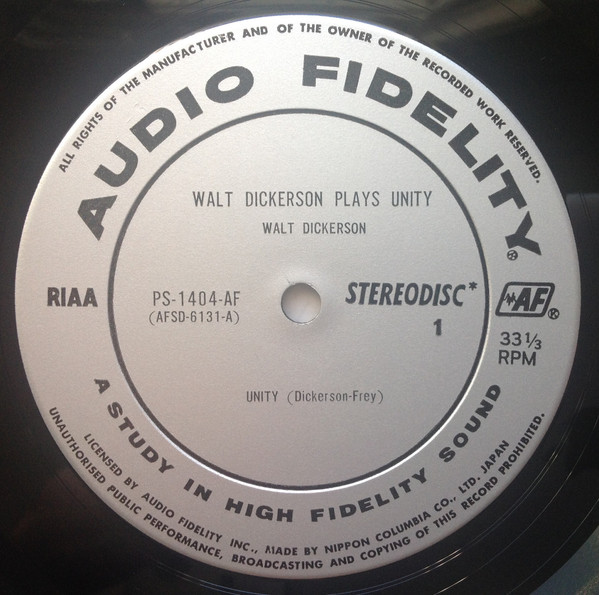 ALL RIGHTS OF THE MANUFACTURER AND OF THE OWNER OF THE RECORDED WORK RESERVED.
AUDIO FIDELITY®
WALT DICKERSON PLAYS UNITY
WALT DICKERSON
RIAA
PS-1404-AF
(AFSD-6131-A)
STEREODISC*
1
AF®
33 1/3
RPM
UNITY (Dickerson-Frey)
A STUDY IN HIGH FIDELITY SOUND
LICENSED BY AUDIO FIDELITY INC., MADE BY NIPPON COLUMBIA CO., LTD. JAPAN
UNAUTHORISED PUBLIC PERFORMANCE, BROADCASTING AND COPYING OF THIS RECORD PROHIBITED.